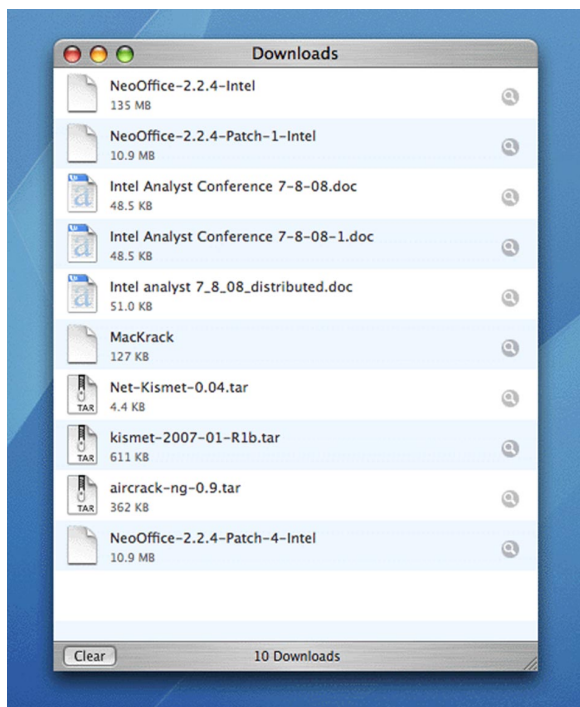 Downloads
NeoOffice-2.2.4-Intel
135 MB
NeoOffice-2.2.4-Patch-1-Intel
10.9 MB
Intel Analyst Conference 7-8-08.doc
48.5 KB
Intel Analyst Conference 7-8-08-1.doc
48.5 KB
Intel analyst 7_8_08_distributed.doc
51.0 KB
MacKrack
127 KB
Net-Kismet-0.04.tar
TAR
4.4 KB
kismet-2007-01-R1b.tar
TAR
611 KB
aircrack-ng-0.9.tar
TAR
362 KB
NeoOffice-2.2.4-Patch-4-Intel
10.9 MB
Clear
10 Downloads